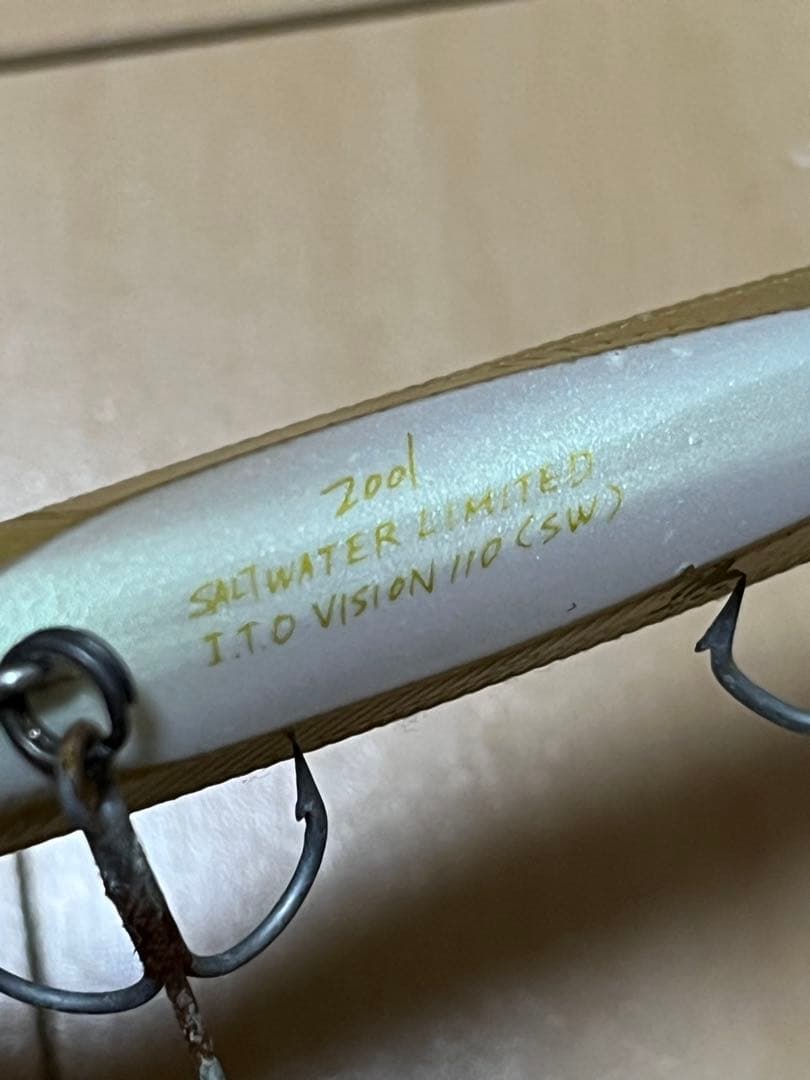 2001
SALTWATER LIMITED
I.T.O VISION 110 (SW)